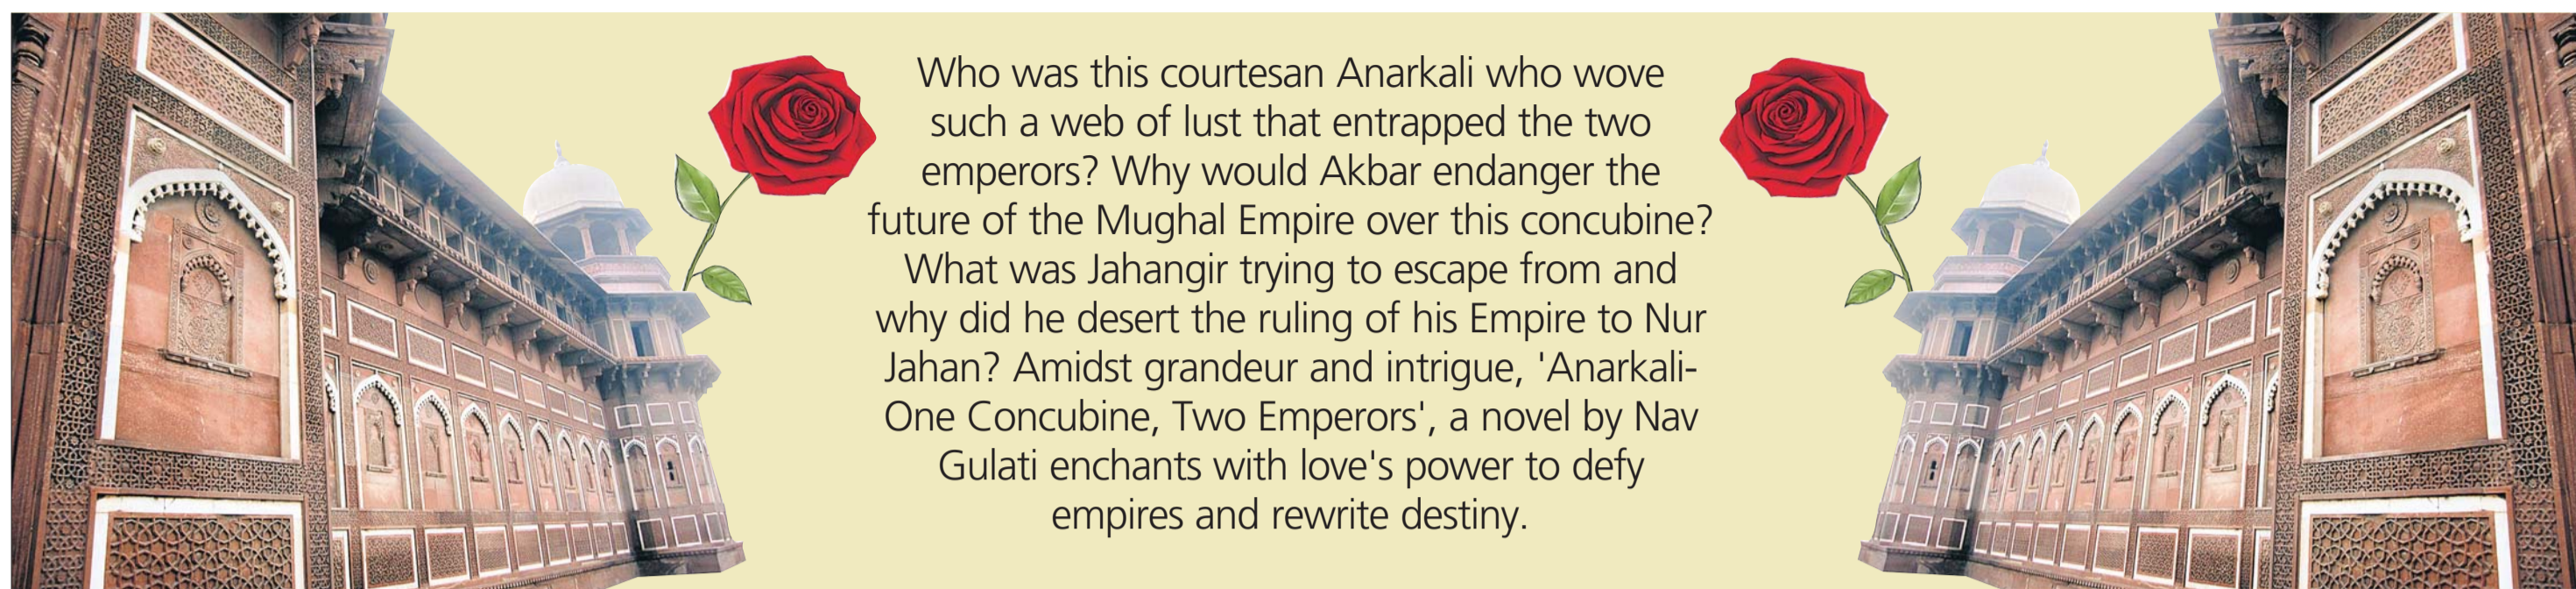 Who was this courtesan Anarkali who wove
such a web of lust that entrapped the two
emperors? Why would Akbar endanger the
future of the Mughal Empire over this concubine?
What was Jahangir trying to escape from and
why did he desert the ruling of his Empire to Nur
Jahan? Amidst grandeur and intrigue, 'Anarkali-
One Concubine, Two Emperors', a novel by Nav
Gulati enchants with love's power to defy
empires and rewrite destiny.